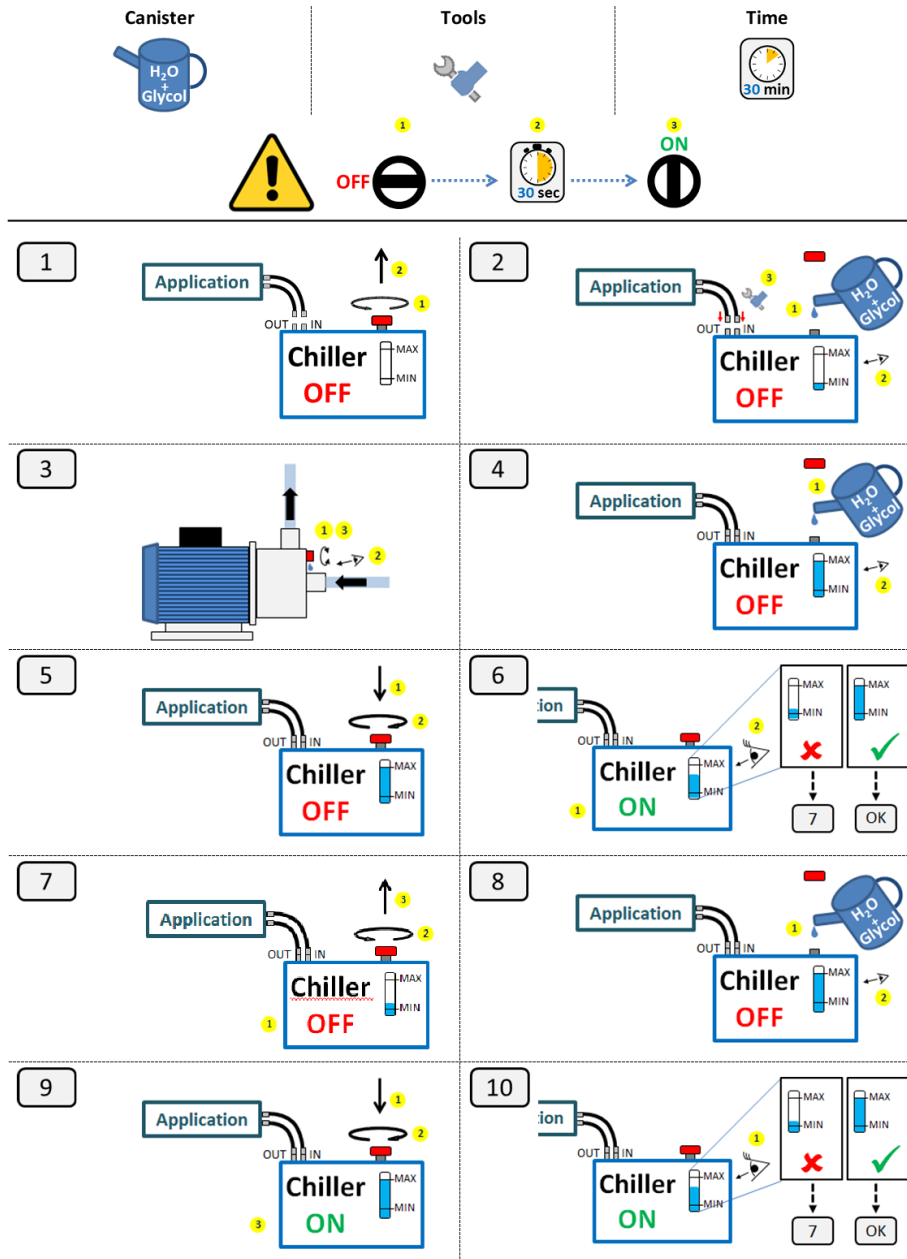 Canister
Tools
Time
H2O
+
Glycol
30 min
1
2
3
ON
OFF
30 sec
1
Application
2
1
OUT
IN
Chiller
MAX
MIN
OFF
2
Application
3
1
H2O
+
Glycol
OUT
IN
Chiller
MAX
MIN
2
OFF
3
1
3
2
4
Application
1
H2O
+
Glycol
OUT
IN
Chiller
MAX
MIN
2
OFF
5
Application
1
2
OUT
IN
Chiller
MAX
MIN
OFF
6
tion
OUT
IN
2
Chiller
MAX
MIN
1
ON
MAX
MIN
MAX
MIN
7
OK
7
Application
3
2
OUT
IN
Chiller
MAX
MIN
1
OFF
8
Application
1
H2O
+
Glycol
OUT
IN
Chiller
MAX
MIN
2
OFF
9
Application
1
2
OUT
IN
Chiller
MAX
MIN
3
ON
10
tion
OUT
IN
1
Chiller
MAX
MIN
ON
MAX
MIN
MAX
MIN
7
OK